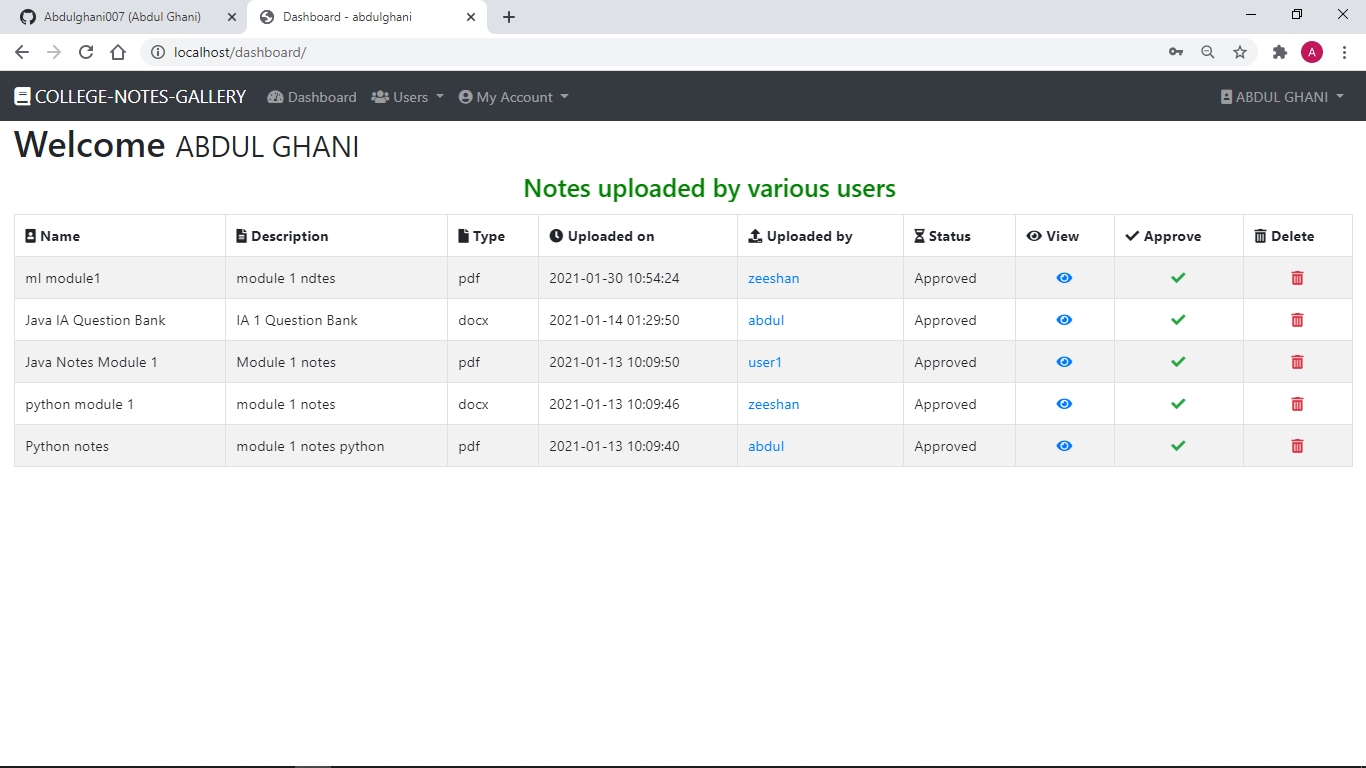 Abdulghani007 (Abdul Ghani) Dashboard - abdulghani
localhost/dashboard/ A
COLLEGE-NOTES-GALLERY Dashboard Users My Account ABDUL GHANI
Welcome ABDUL GHANI
Notes uploaded by various users
Name Description Type Uploaded on Uploaded by Status View Approve Delete
ml module1 module 1 ndtes pdf 2021-01-30 10:54:24 zeeshan Approved
Java IA Question Bank IA 1 Question Bank docx 2021-01-14 01:29:50 abdul Approved
Java Notes Module 1 Module 1 notes pdf 2021-01-13 10:09:50 user1 Approved
python module 1 module 1 notes docx 2021-01-13 10:09:46 zeeshan Approved
Python notes module 1 notes python pdf 2021-01-13 10:09:40 abdul Approved